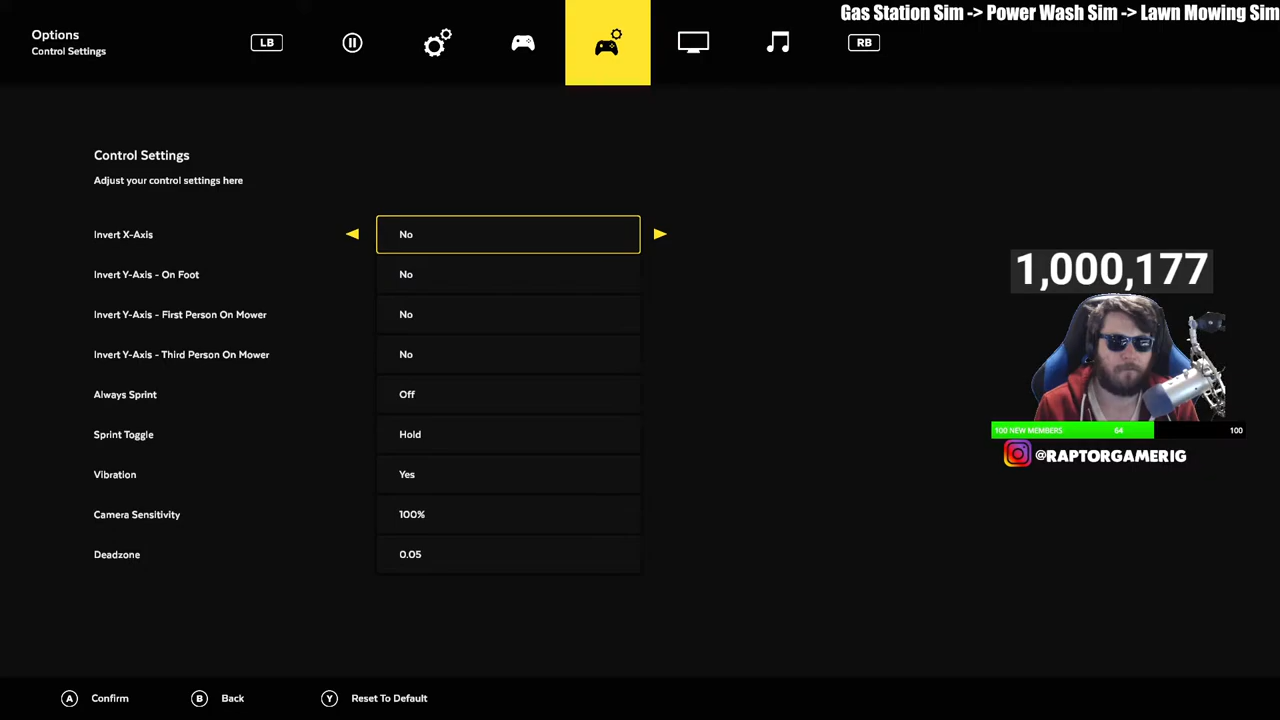 Gas Station Sim -> Power Wash Sim -> Lawn Mowing Sim
Options
Control Settings
LB
RB
Control Settings
Adjust your control settings here
Invert X-Axis No
Invert Y-Axis - On Foot No
Invert Y-Axis - First Person On Mower No
Invert Y-Axis - Third Person On Mower No
Always Sprint Off
Sprint Toggle Hold
Vibration Yes
Camera Sensitivity 100%
Deadzone 0.05
1,000,177
100 NEW MEMBERS 64 100
@RAPTORGAMERIG
A Confirm B Back Y Reset To Default